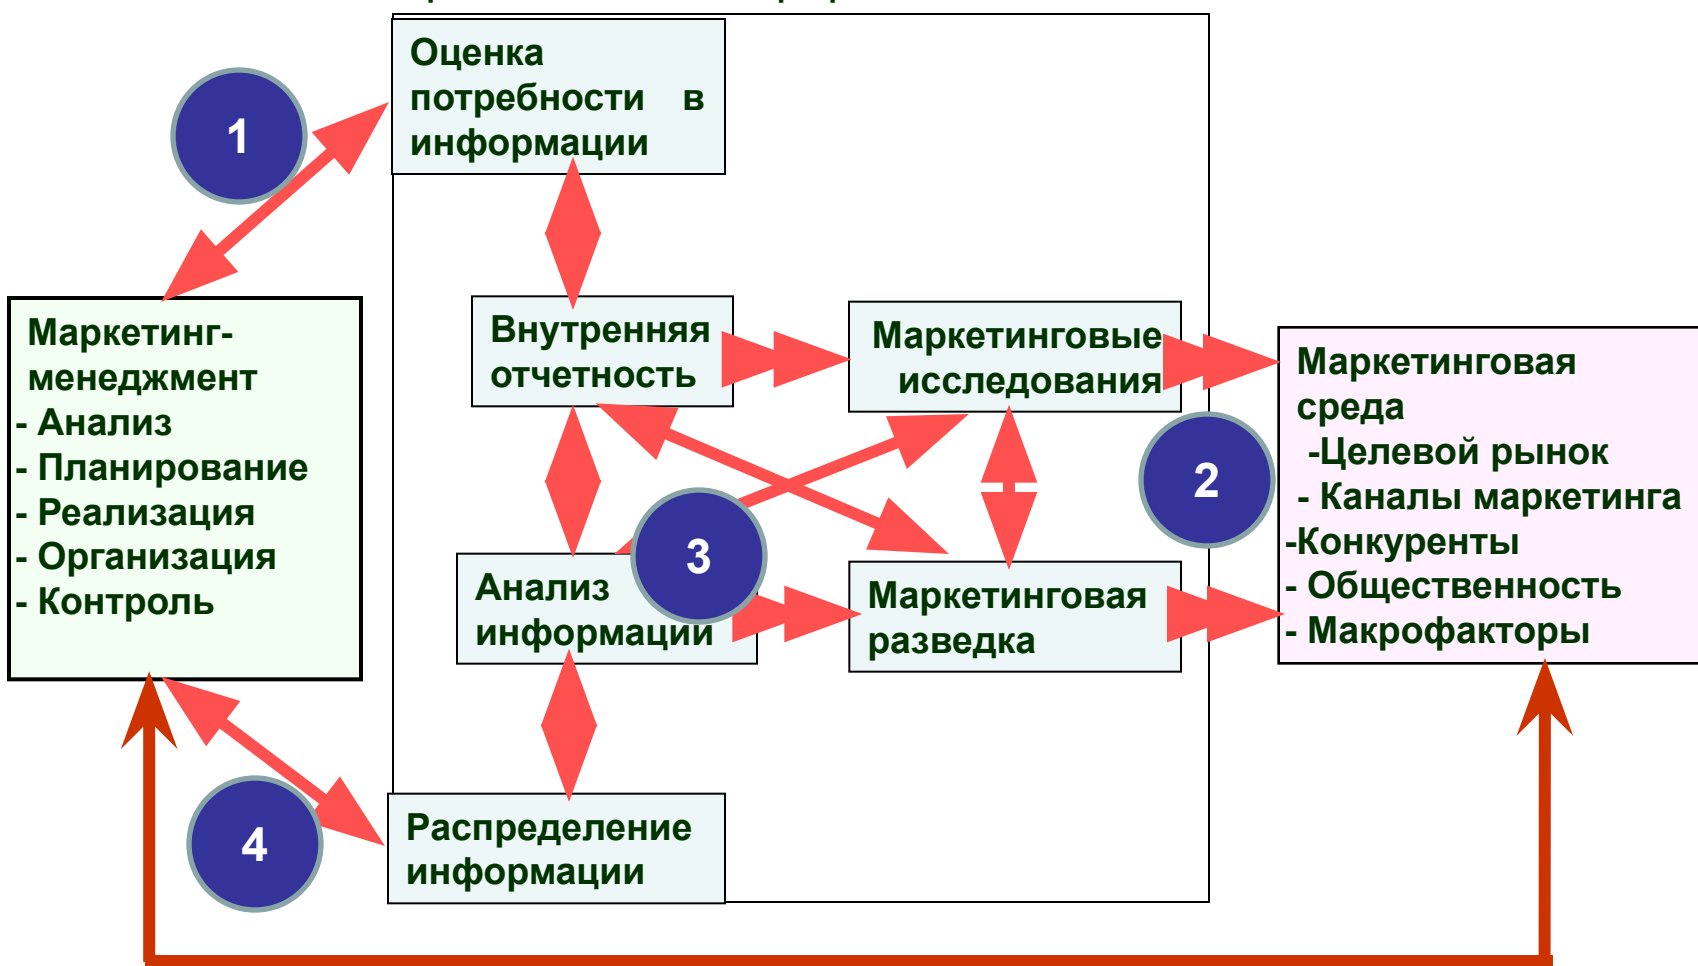 Оценка
потребности в
информации
1
Маркетинг-
менеджмент
- Анализ
- Планирование
- Реализация
- Организация
- Контроль
Внутренняя
отчетность
Маркетинговые
исследования
Маркетинговая
среда
-Целевой рынок
- Каналы маркетинга
-Конкуренты
- Общественность
- Макрофакторы
2
3
Анализ
информации
Маркетинговая
разведка
4
Распределение
информации